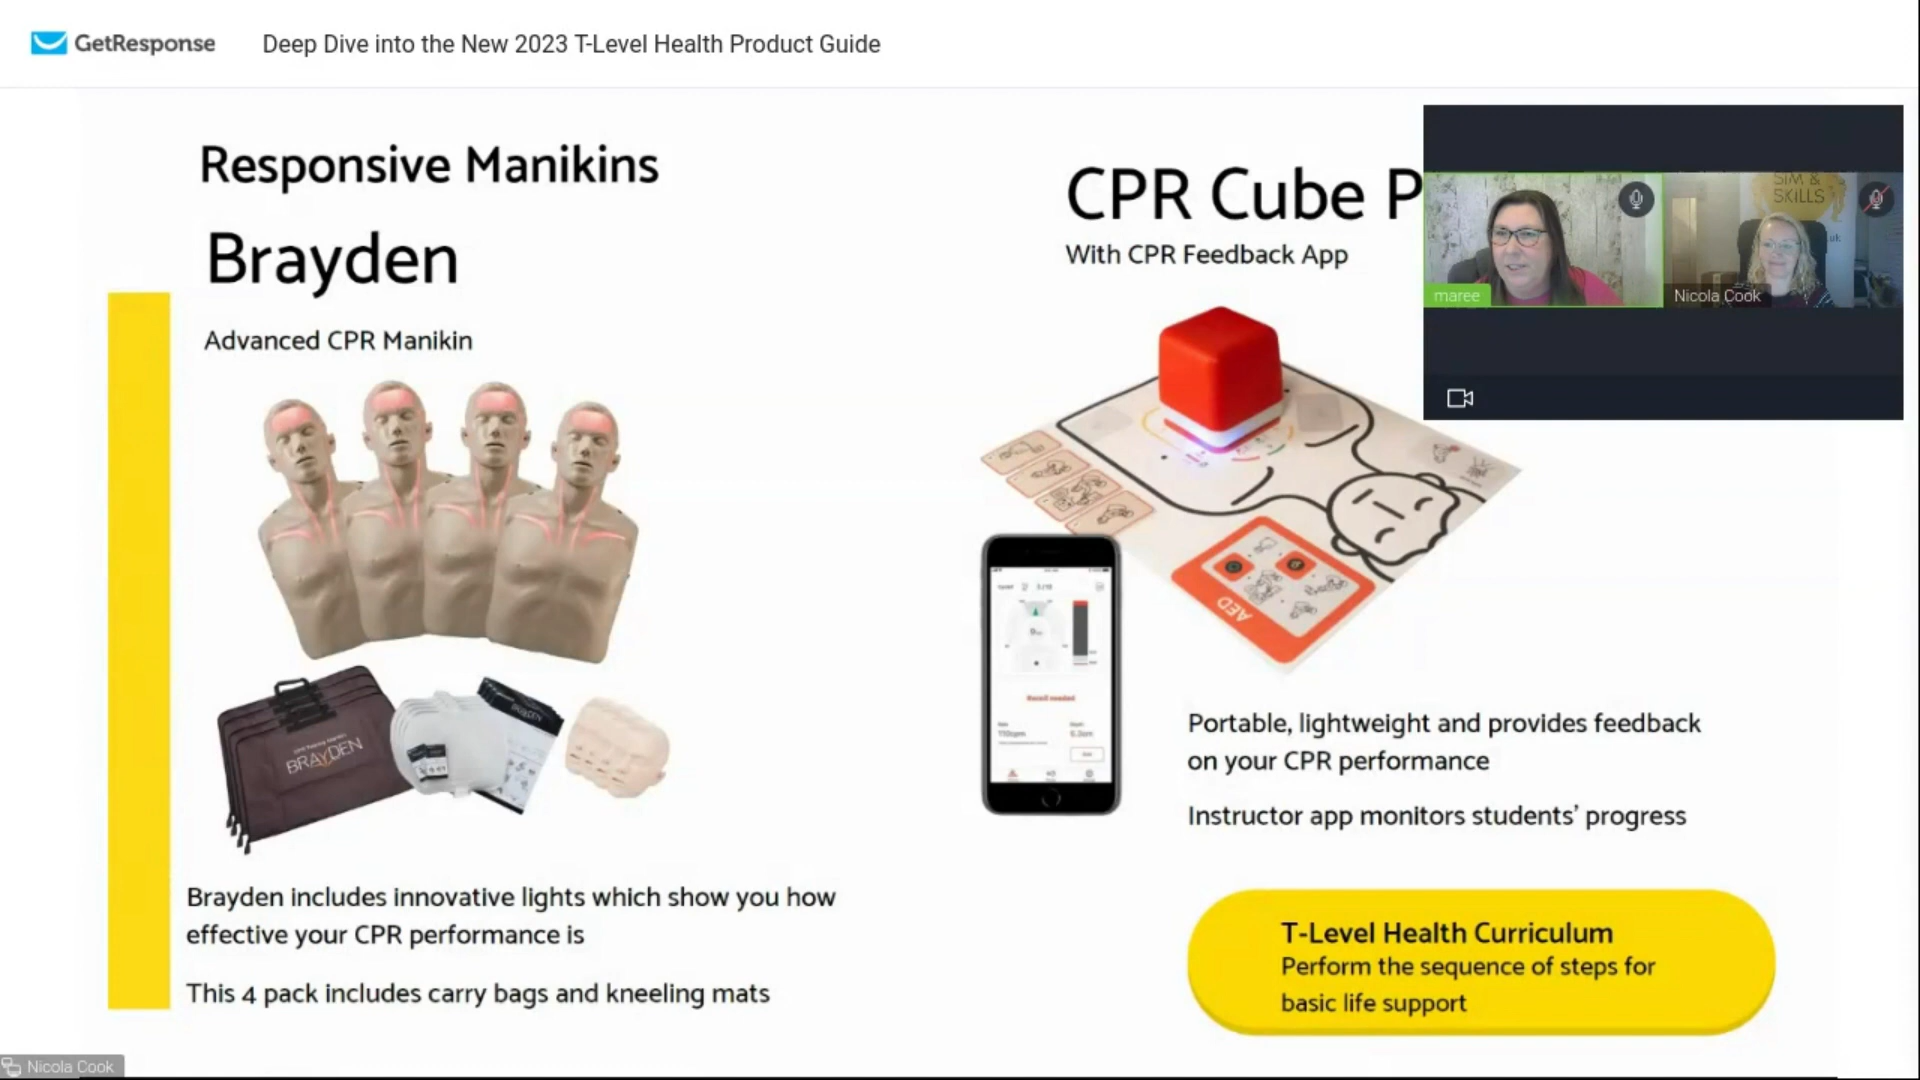 GetResponse
Deep Dive into the New 2023 T-Level Health Product Guide
Responsive Manikins
Brayden
Advanced CPR Manikin
BRAYDEN
Brayden includes innovative lights which show you how
effective your CPR performance is
This 4 pack includes carry bags and kneeling mats
CPR Cube P
With CPR Feedback App
AED
Recoil needed
Portable, lightweight and provides feedback
on your CPR performance
Instructor app monitors students' progress
T-Level Health Curriculum
Perform the sequence of steps for
basic life support
SIM &
SKILLS
maree
Nicola Cook
Nicola Cook